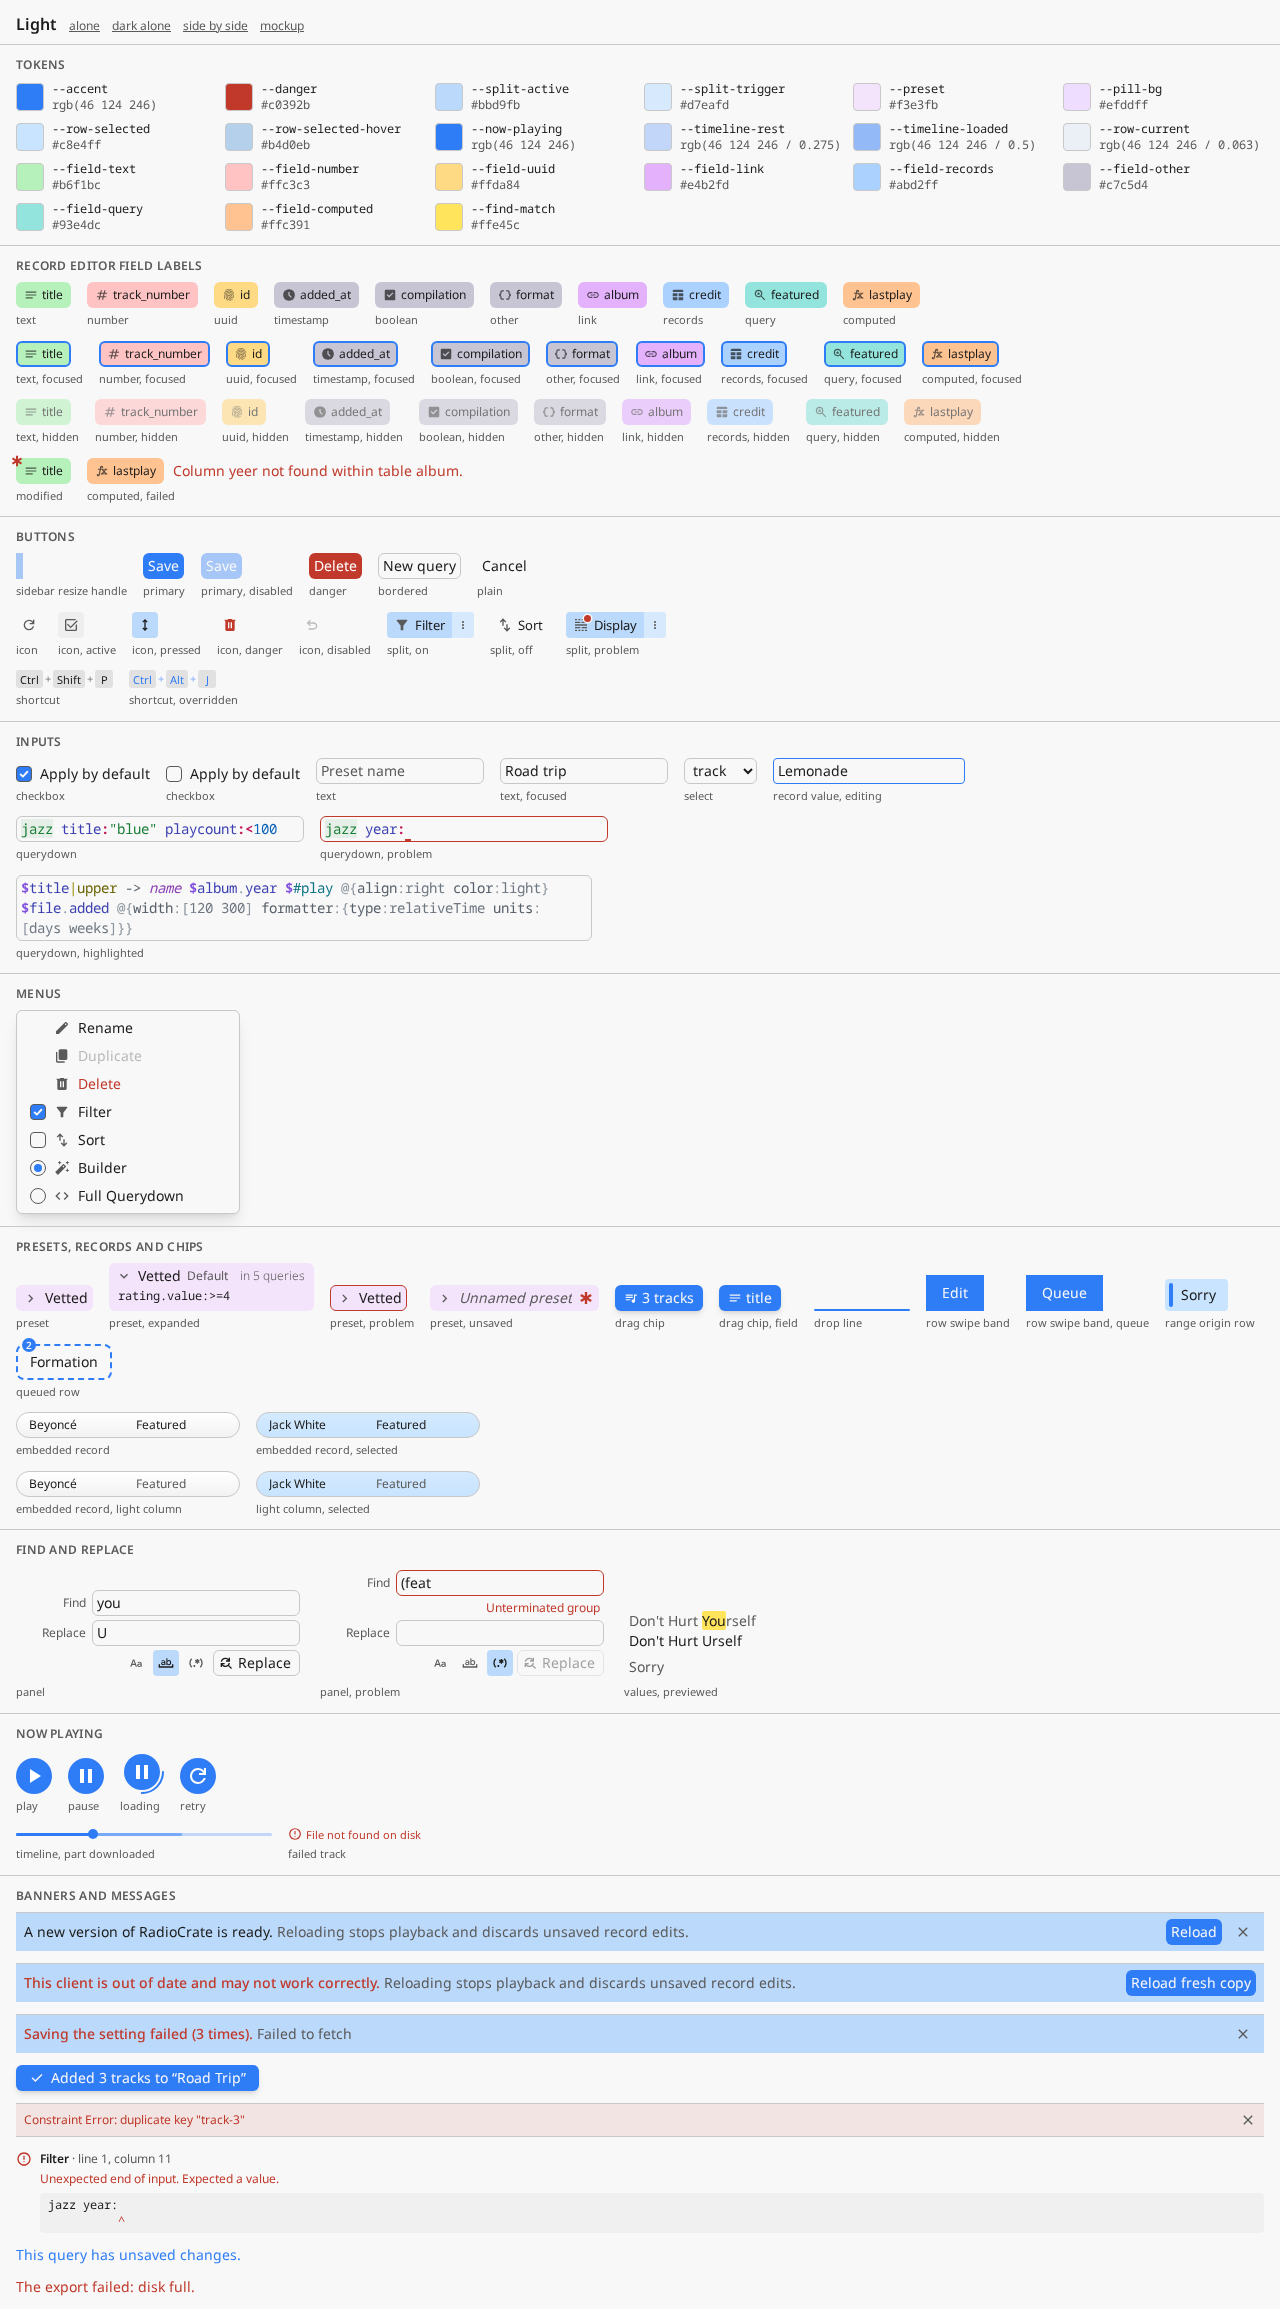 Light alone dark alone side by side mockup
TOKENS
--accent --danger --split-active --split-trigger --preset --pill-bg
rgb(46 124 246) #c0392b #bbd9fb #d7eafd #f3e3fb #efddff
--row-selected --row-selected-hover --now-playing --timeline-rest --timeline-loaded --row-current
#c8e4ff #b4d0eb rgb(46 124 246) rgb(46 124 246 / 0.275) rgb(46 124 246 / 0.5) rgb(46 124 246 / 0.063)
--field-text --field-number --field-uuid --field-link --field-records --field-other
#b6f1bc #ffc3c3 #ffda84 #e4b2fd #abd2ff #c7c5d4
--field-query --field-computed --find-match
#93e4dc #ffc391 #ffe45c
RECORD EDITOR FIELD LABELS
title track_number id added_at compilation format album credit featured lastplay
text number uuid timestamp boolean other link records query computed
title track_number id added_at compilation format album credit featured lastplay
text, focused number, focused uuid, focused timestamp, focused boolean, focused other, focused link, focused records, focused query, focused computed, focused
title track_number id added_at compilation format album credit featured lastplay
text, hidden number, hidden uuid, hidden timestamp, hidden boolean, hidden other, hidden link, hidden records, hidden query, hidden computed, hidden
title lastplay Column yeer not found within table album.
modified computed, failed
BUTTONS
Save Save Delete New query Cancel
sidebar resize handle primary primary, disabled danger bordered plain
Filter Sort Display
icon icon, active icon, pressed icon, danger icon, disabled split, on split, off split, problem
Ctrl + Shift + P Ctrl + Alt + J
shortcut shortcut, overridden
INPUTS
Apply by default Apply by default Preset name Road trip track Lemonade
checkbox checkbox text text, focused select record value, editing
jazz title:"blue" playcount:<100 jazz year:
querydown querydown, problem
$title|upper -> name $album.year $#play @{align:right color:light}
$file.added @{width:[120 300] formatter:{type:relativeTime units:
[days weeks]}}
querydown, highlighted
MENUS
Rename
Duplicate
Delete
Filter
Sort
Builder
Full Querydown
PRESETS, RECORDS AND CHIPS
Vetted Vetted Default in 5 queries rating.value:>=4 Vetted Unnamed preset 3 tracks title Edit Queue Sorry
preset preset, expanded preset, problem preset, unsaved drag chip drag chip, field drop line row swipe band row swipe band, queue range origin row
2
Formation
queued row
Beyoncé Featured Jack White Featured
embedded record embedded record, selected
Beyoncé Featured Jack White Featured
embedded record, light column light column, selected
FIND AND REPLACE
Find you
Replace U
Aa ab (.*) Replace
panel
Find (feat
Unterminated group
Replace
Aa ab (.*) Replace
panel, problem
Don't Hurt Yourself
Don't Hurt Urself
Sorry
values, previewed
NOW PLAYING
play pause loading retry
File not found on disk
timeline, part downloaded failed track
BANNERS AND MESSAGES
A new version of RadioCrate is ready. Reloading stops playback and discards unsaved record edits. Reload
This client is out of date and may not work correctly. Reloading stops playback and discards unsaved record edits. Reload fresh copy
Saving the setting failed (3 times). Failed to fetch
Added 3 tracks to “Road Trip”
Constraint Error: duplicate key "track-3"
Filter · line 1, column 11
Unexpected end of input. Expected a value.
jazz year:
^
This query has unsaved changes.
The export failed: disk full.